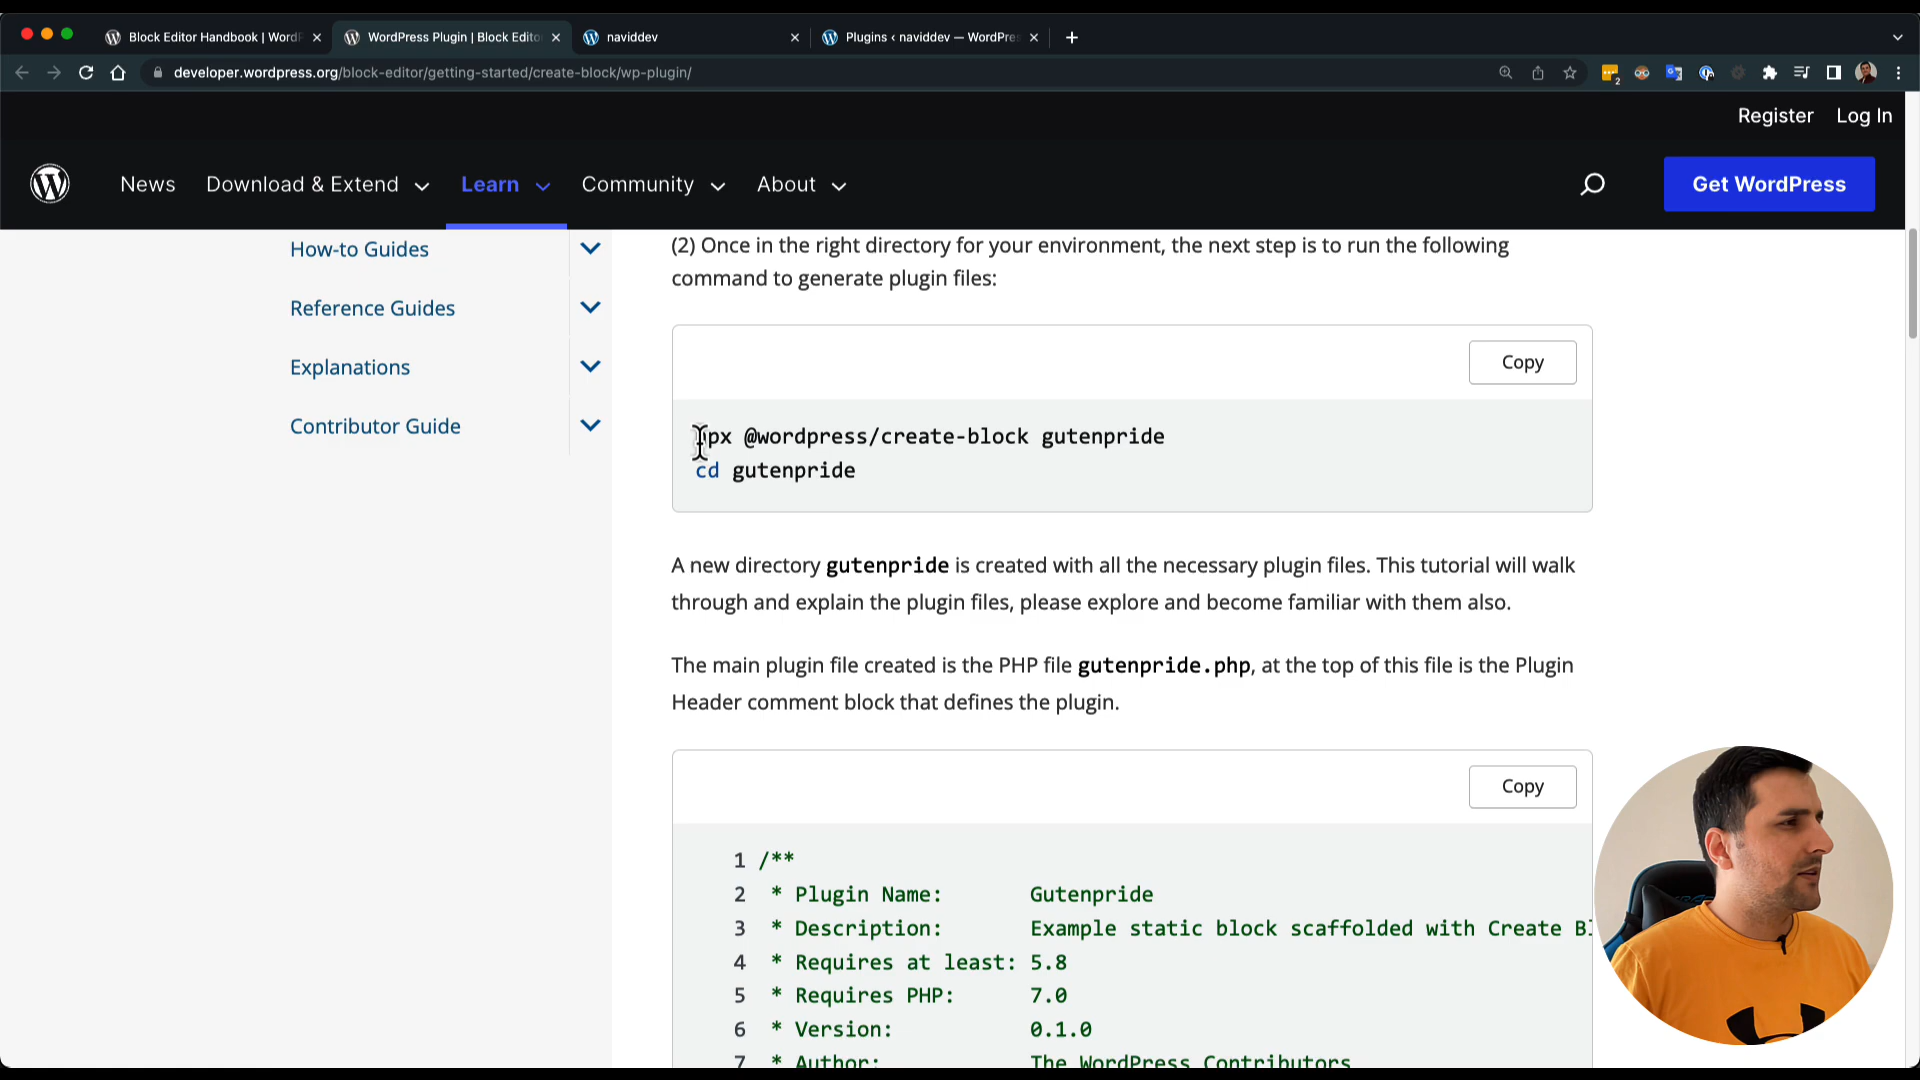 Block Editor Handbook | Word
WordPress Plugin | Block Edito
naviddev
Plugins ‹ naviddev — WordPre
developer.wordpress.org/block-editor/getting-started/create-block/wp-plugin/
2
Register
Log In
News
Download & Extend
Learn
Community
About
Get WordPress
How-to Guides
Reference Guides
Explanations
Contributor Guide
(2) Once in the right directory for your environment, the next step is to run the following
command to generate plugin files:
Copy
npx @wordpress/create-block gutenpride
cd gutenpride
A new directory gutenpride is created with all the necessary plugin files. This tutorial will walk
through and explain the plugin files, please explore and become familiar with them also.
The main plugin file created is the PHP file gutenpride.php, at the top of this file is the Plugin
Header comment block that defines the plugin.
Copy
1 /**
2 * Plugin Name: Gutenpride
3 * Description: Example static block scaffolded with Create Bl
4 * Requires at least: 5.8
5 * Requires PHP: 7.0
6 * Version: 0.1.0
7 * Author: The WordPress Contributors